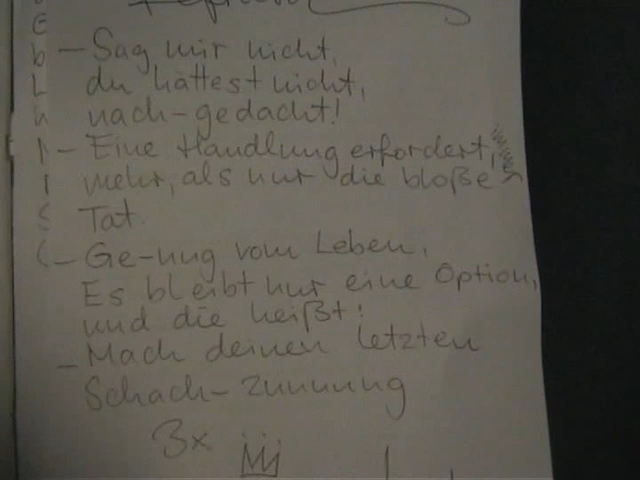 – Sag mir nicht,
du hattest nicht,
nach-gedacht!
– Eine Handlung erfordert,
mehr, als nur die bloße
Tat.
– Ge-nug vom Leben,
Es bleibt nur eine Option,
und die heißt:
– Mach deinen letzten
Schach-zuuuuug
3x